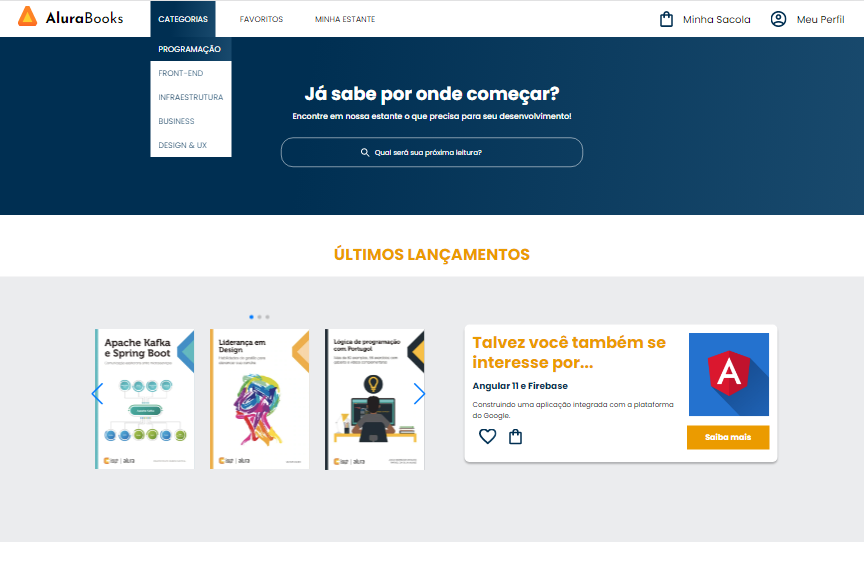 AluraBooks
CATEGORIAS
FAVORITOS
MINHA ESTANTE
Minha Sacola
Meu Perfil
PROGRAMAÇÃO
FRONT-END
INFRAESTRUTURA
BUSINESS
DESIGN & UX
Já sabe por onde começar?
Encontre em nossa estante o que precisa para seu desenvolvimento!
Qual será sua próxima leitura?
ÚLTIMOS LANÇAMENTOS
Apache Kafka
e Spring Boot
alura
Liderança em
Design
alura
Lógica de programação
com Portugol
alura
Talvez você também se
interesse por...
Angular 11 e Firebase
Construindo uma aplicação integrada com a plataforma
do Google.
A
Saiba mais